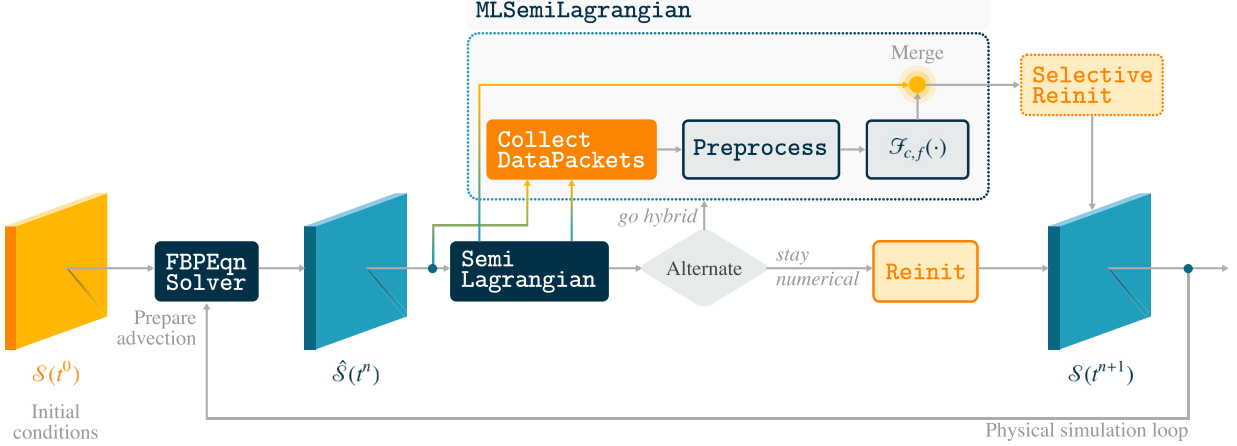 MLSemiLagrangian
Merge
Selective
Reinit
Collect
DataPackets
Preprocess
ℱc,f(·)
go hybrid
FBPEqn
Solver
Semi
Lagrangian
Alternate
stay
numerical
Reinit
Prepare
advection
𝒮(t⁰)
𝒮̂(tⁿ)
𝒮(tⁿ⁺¹)
Initial
conditions
Physical simulation loop